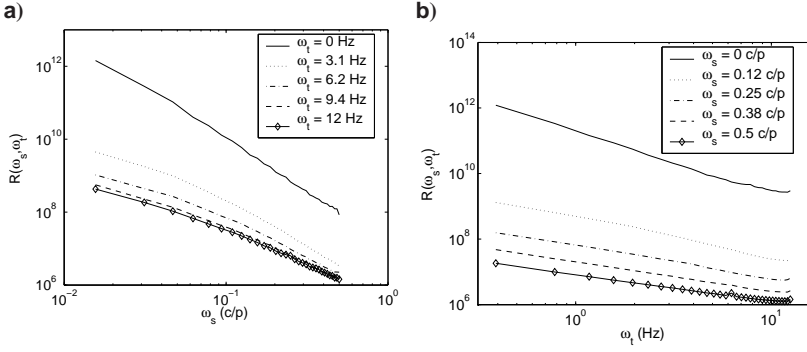 a)
R(ω_s,ω_t)
10^12
10^10
10^8
10^6
10^−2
10^−1
10^0
ω_s (c/p)
ω_t = 0 Hz
ω_t = 3.1 Hz
ω_t = 6.2 Hz
ω_t = 9.4 Hz
ω_t = 12 Hz
b)
R(ω_s,ω_t)
10^14
10^12
10^10
10^8
10^6
10^0
10^1
ω_t (Hz)
ω_s = 0 c/p
ω_s = 0.12 c/p
ω_s = 0.25 c/p
ω_s = 0.38 c/p
ω_s = 0.5 c/p